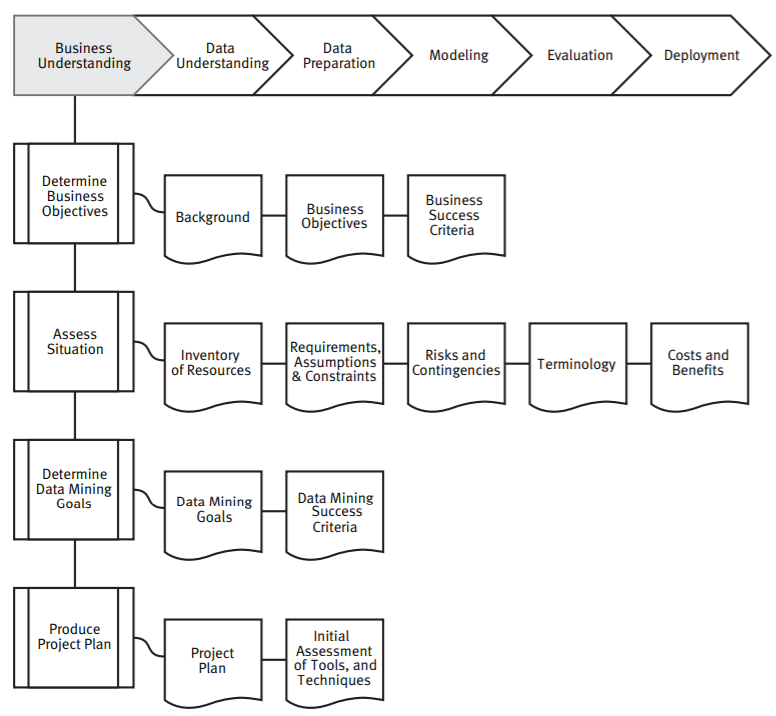 Business
Understanding
Data
Understanding
Data
Preparation
Modeling
Evaluation
Deployment
Determine
Business
Objectives
Background
Business
Objectives
Business
Success
Criteria
Assess
Situation
Inventory
of Resources
Requirements,
Assumptions
& Constraints
Risks and
Contingencies
Terminology
Costs and
Benefits
Determine
Data Mining
Goals
Data Mining
Goals
Data Mining
Success
Criteria
Produce
Project Plan
Project
Plan
Initial
Assessment
of Tools, and
Techniques